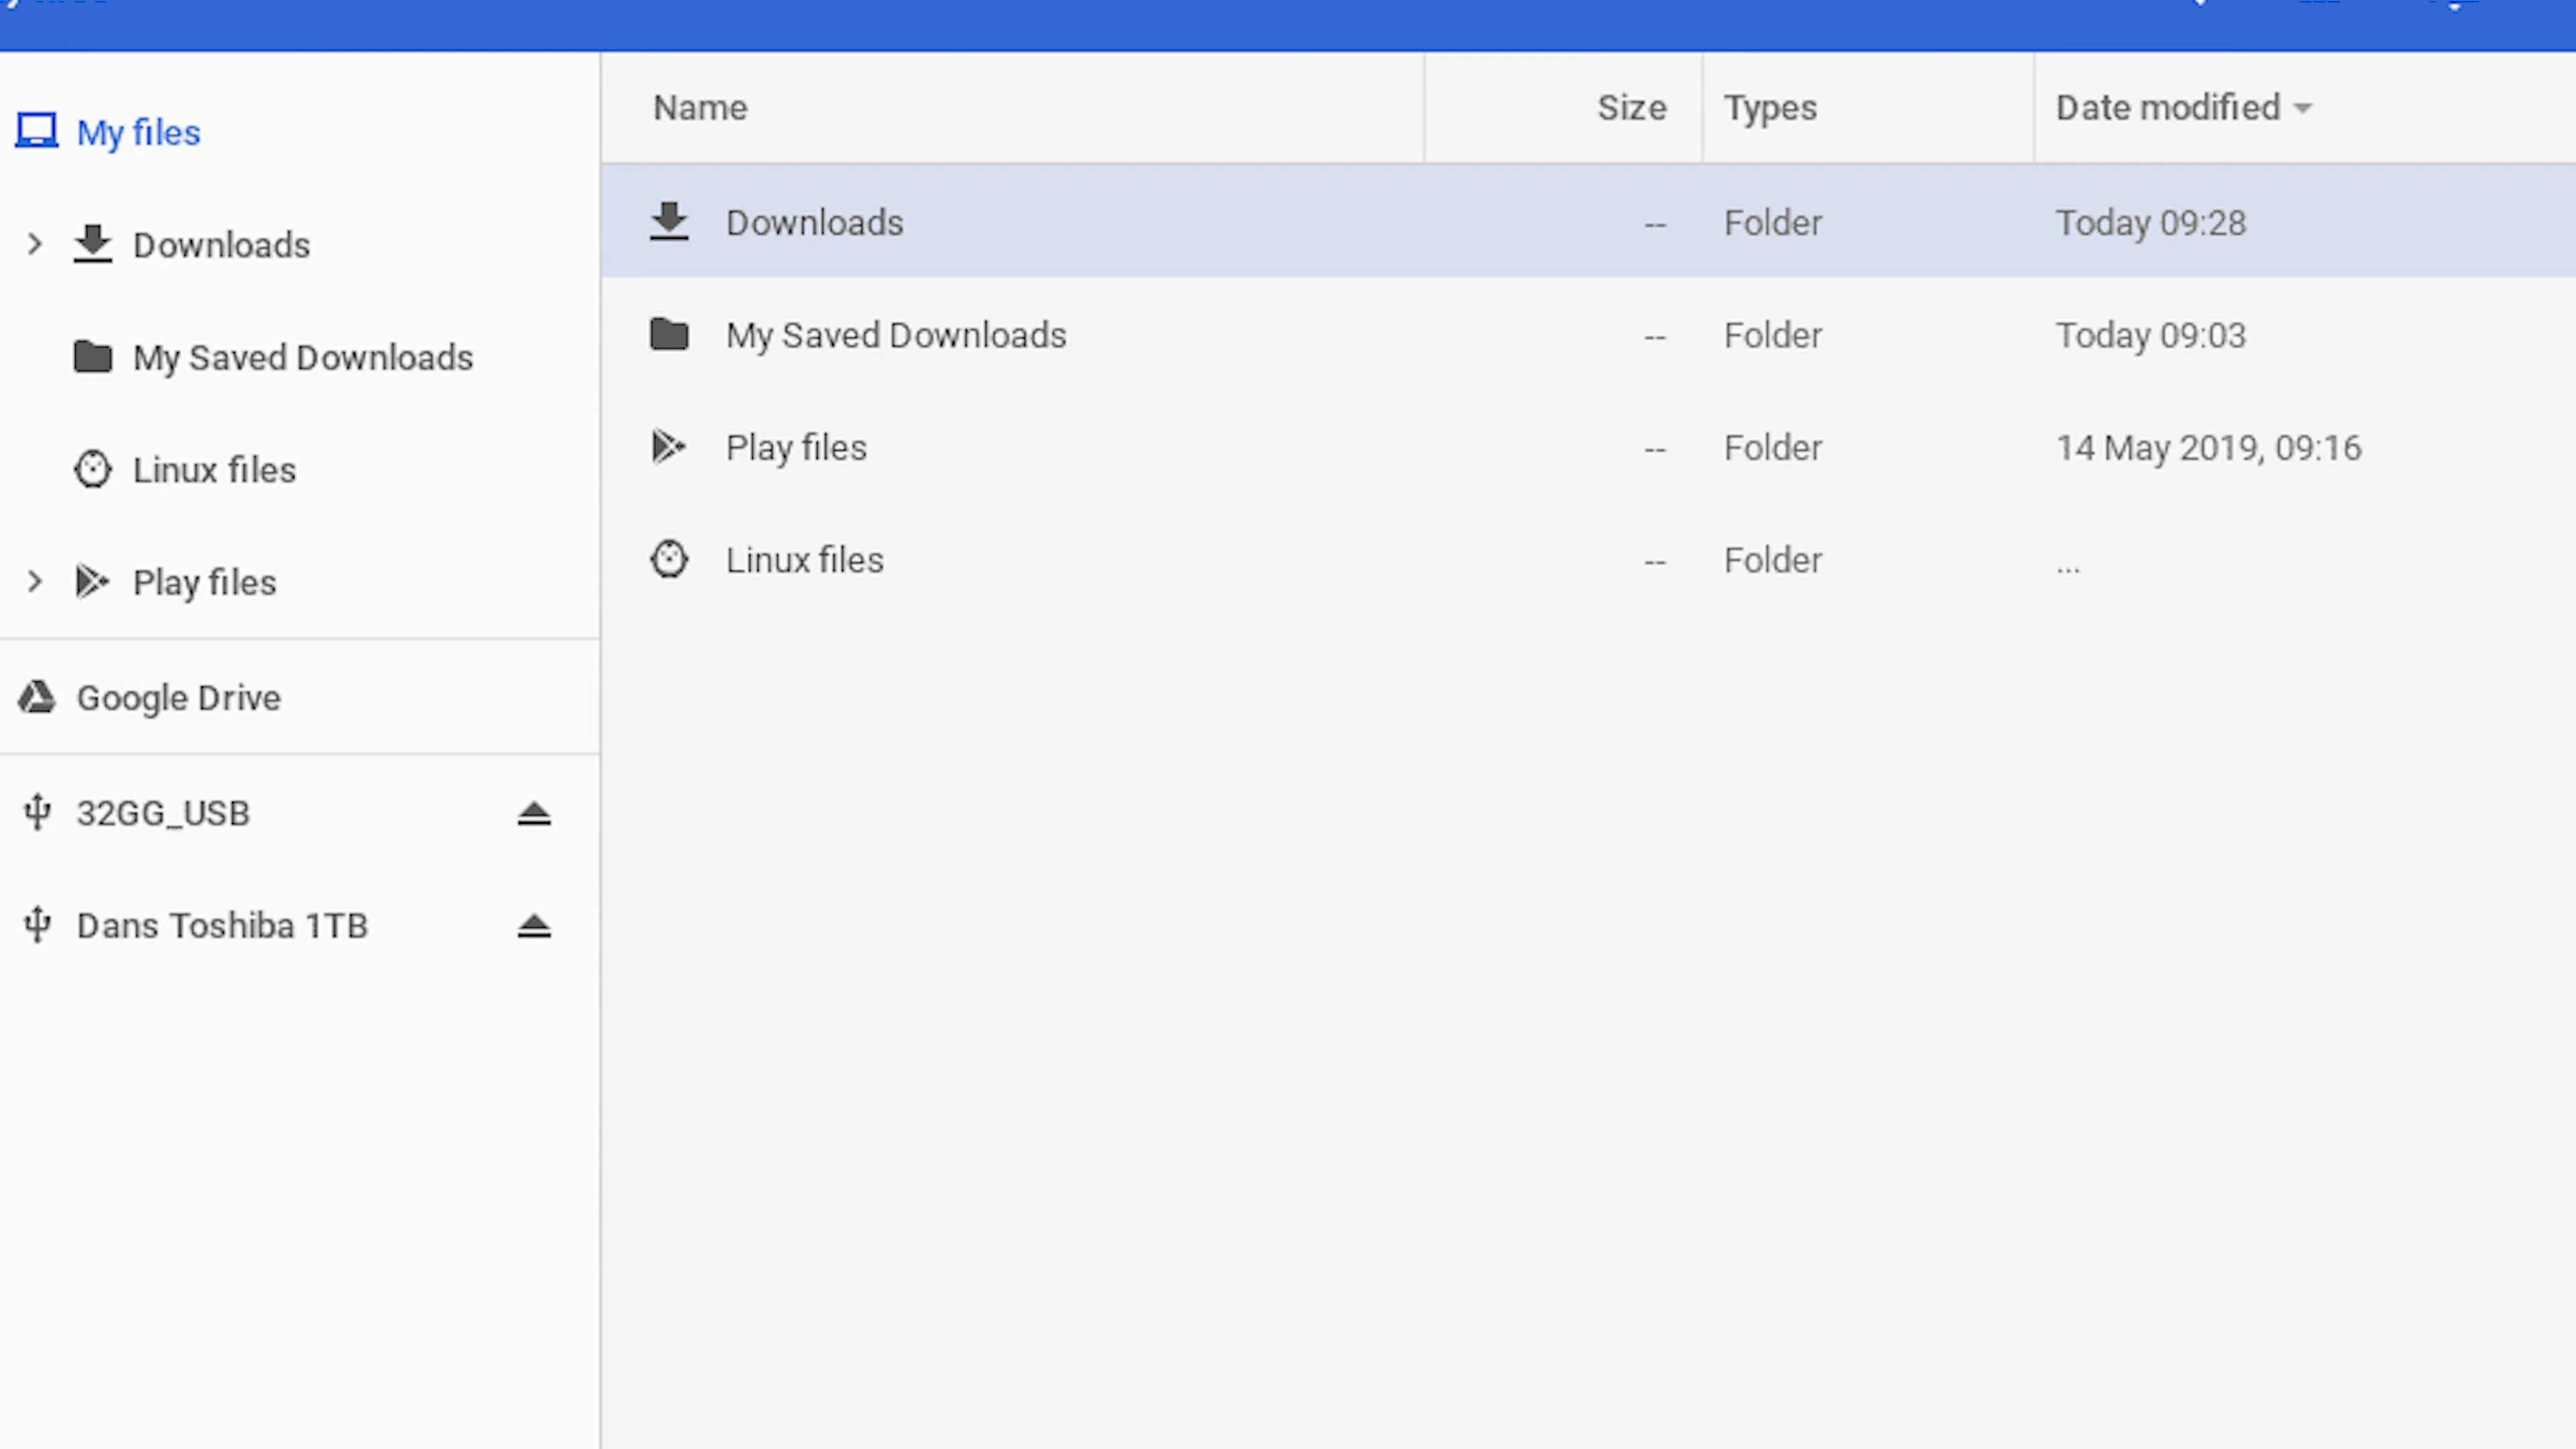 My files
Downloads
My Saved Downloads
Linux files
Play files
Google Drive
32GG_USB
Dans Toshiba 1TB
Name Size Types Date modified
Downloads -- Folder Today 09:28
My Saved Downloads -- Folder Today 09:03
Play files -- Folder 14 May 2019, 09:16
Linux files -- Folder ...